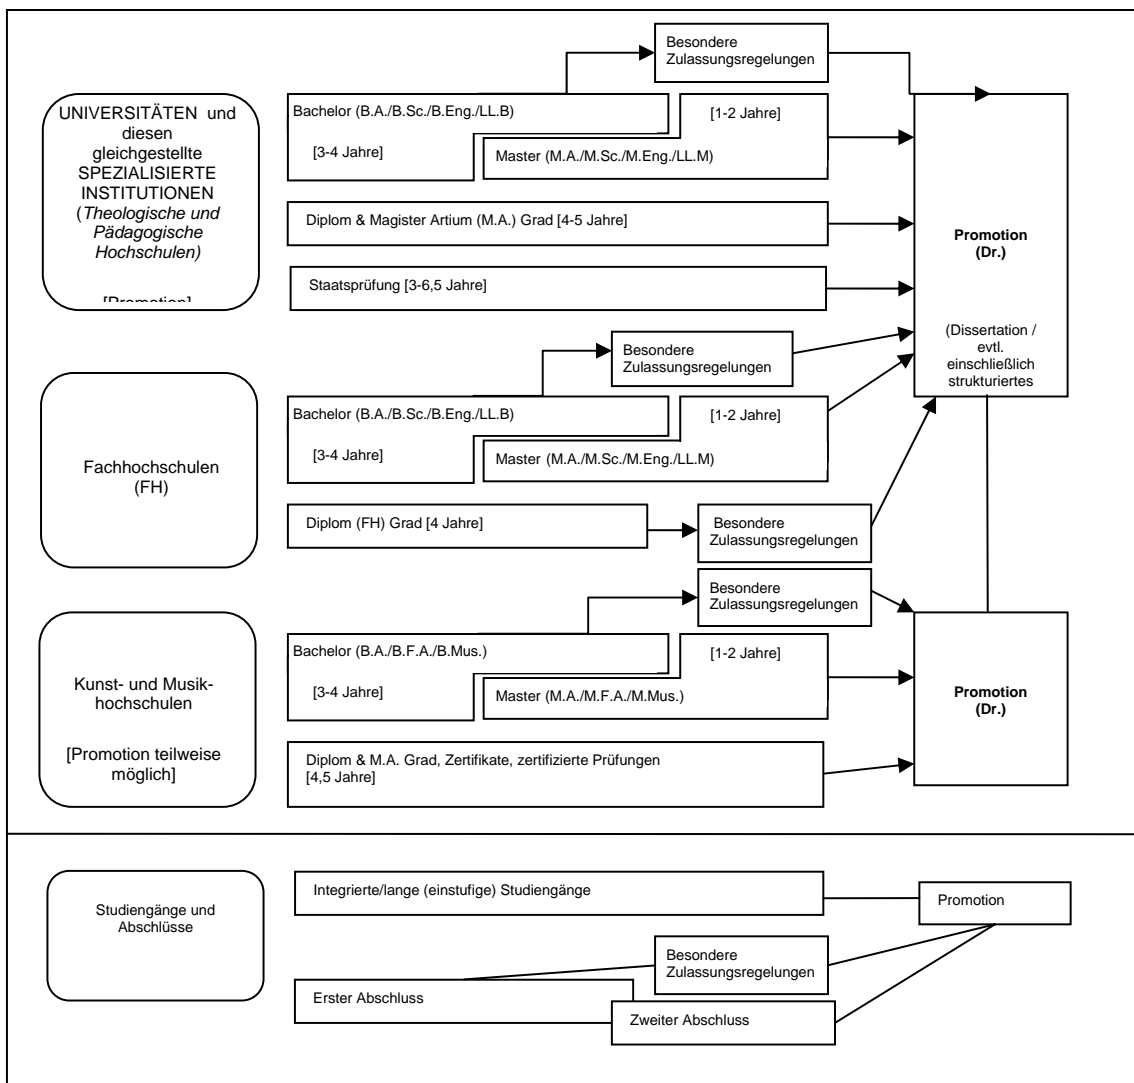 Besondere
Zulassungsregelungen
UNIVERSITÄTEN und
diesen
gleichgestellte
SPEZIALISIERTE
INSTITUTIONEN
(Theologische und
Pädagogische
Hochschulen)
Bachelor (B.A./B.Sc./B.Eng./LL.B)
[3-4 Jahre]
[1-2 Jahre]
Master (M.A./M.Sc./M.Eng./LL.M)
Diplom & Magister Artium (M.A.) Grad [4-5 Jahre]
Staatsprüfung [3-6,5 Jahre]
[Promotion]
Promotion
(Dr.)
(Dissertation /
evtl.
einschließlich
strukturiertes
Fachhochschulen
(FH)
Besondere
Zulassungsregelungen
Bachelor (B.A./B.Sc./B.Eng./LL.B)
[3-4 Jahre]
[1-2 Jahre]
Master (M.A./M.Sc./M.Eng./LL.M)
Diplom (FH) Grad [4 Jahre]
Besondere
Zulassungsregelungen
Kunst- und Musik-
hochschulen
[Promotion teilweise
möglich]
Besondere
Zulassungsregelungen
Bachelor (B.A./B.F.A./B.Mus.)
[3-4 Jahre]
[1-2 Jahre]
Master (M.A./M.F.A./M.Mus.)
Diplom & M.A. Grad, Zertifikate, zertifizierte Prüfungen
[4,5 Jahre]
Promotion
(Dr.)
Studiengänge und
Abschlüsse
Integrierte/lange (einstufige) Studiengänge
Promotion
Besondere
Zulassungsregelungen
Erster Abschluss
Zweiter Abschluss